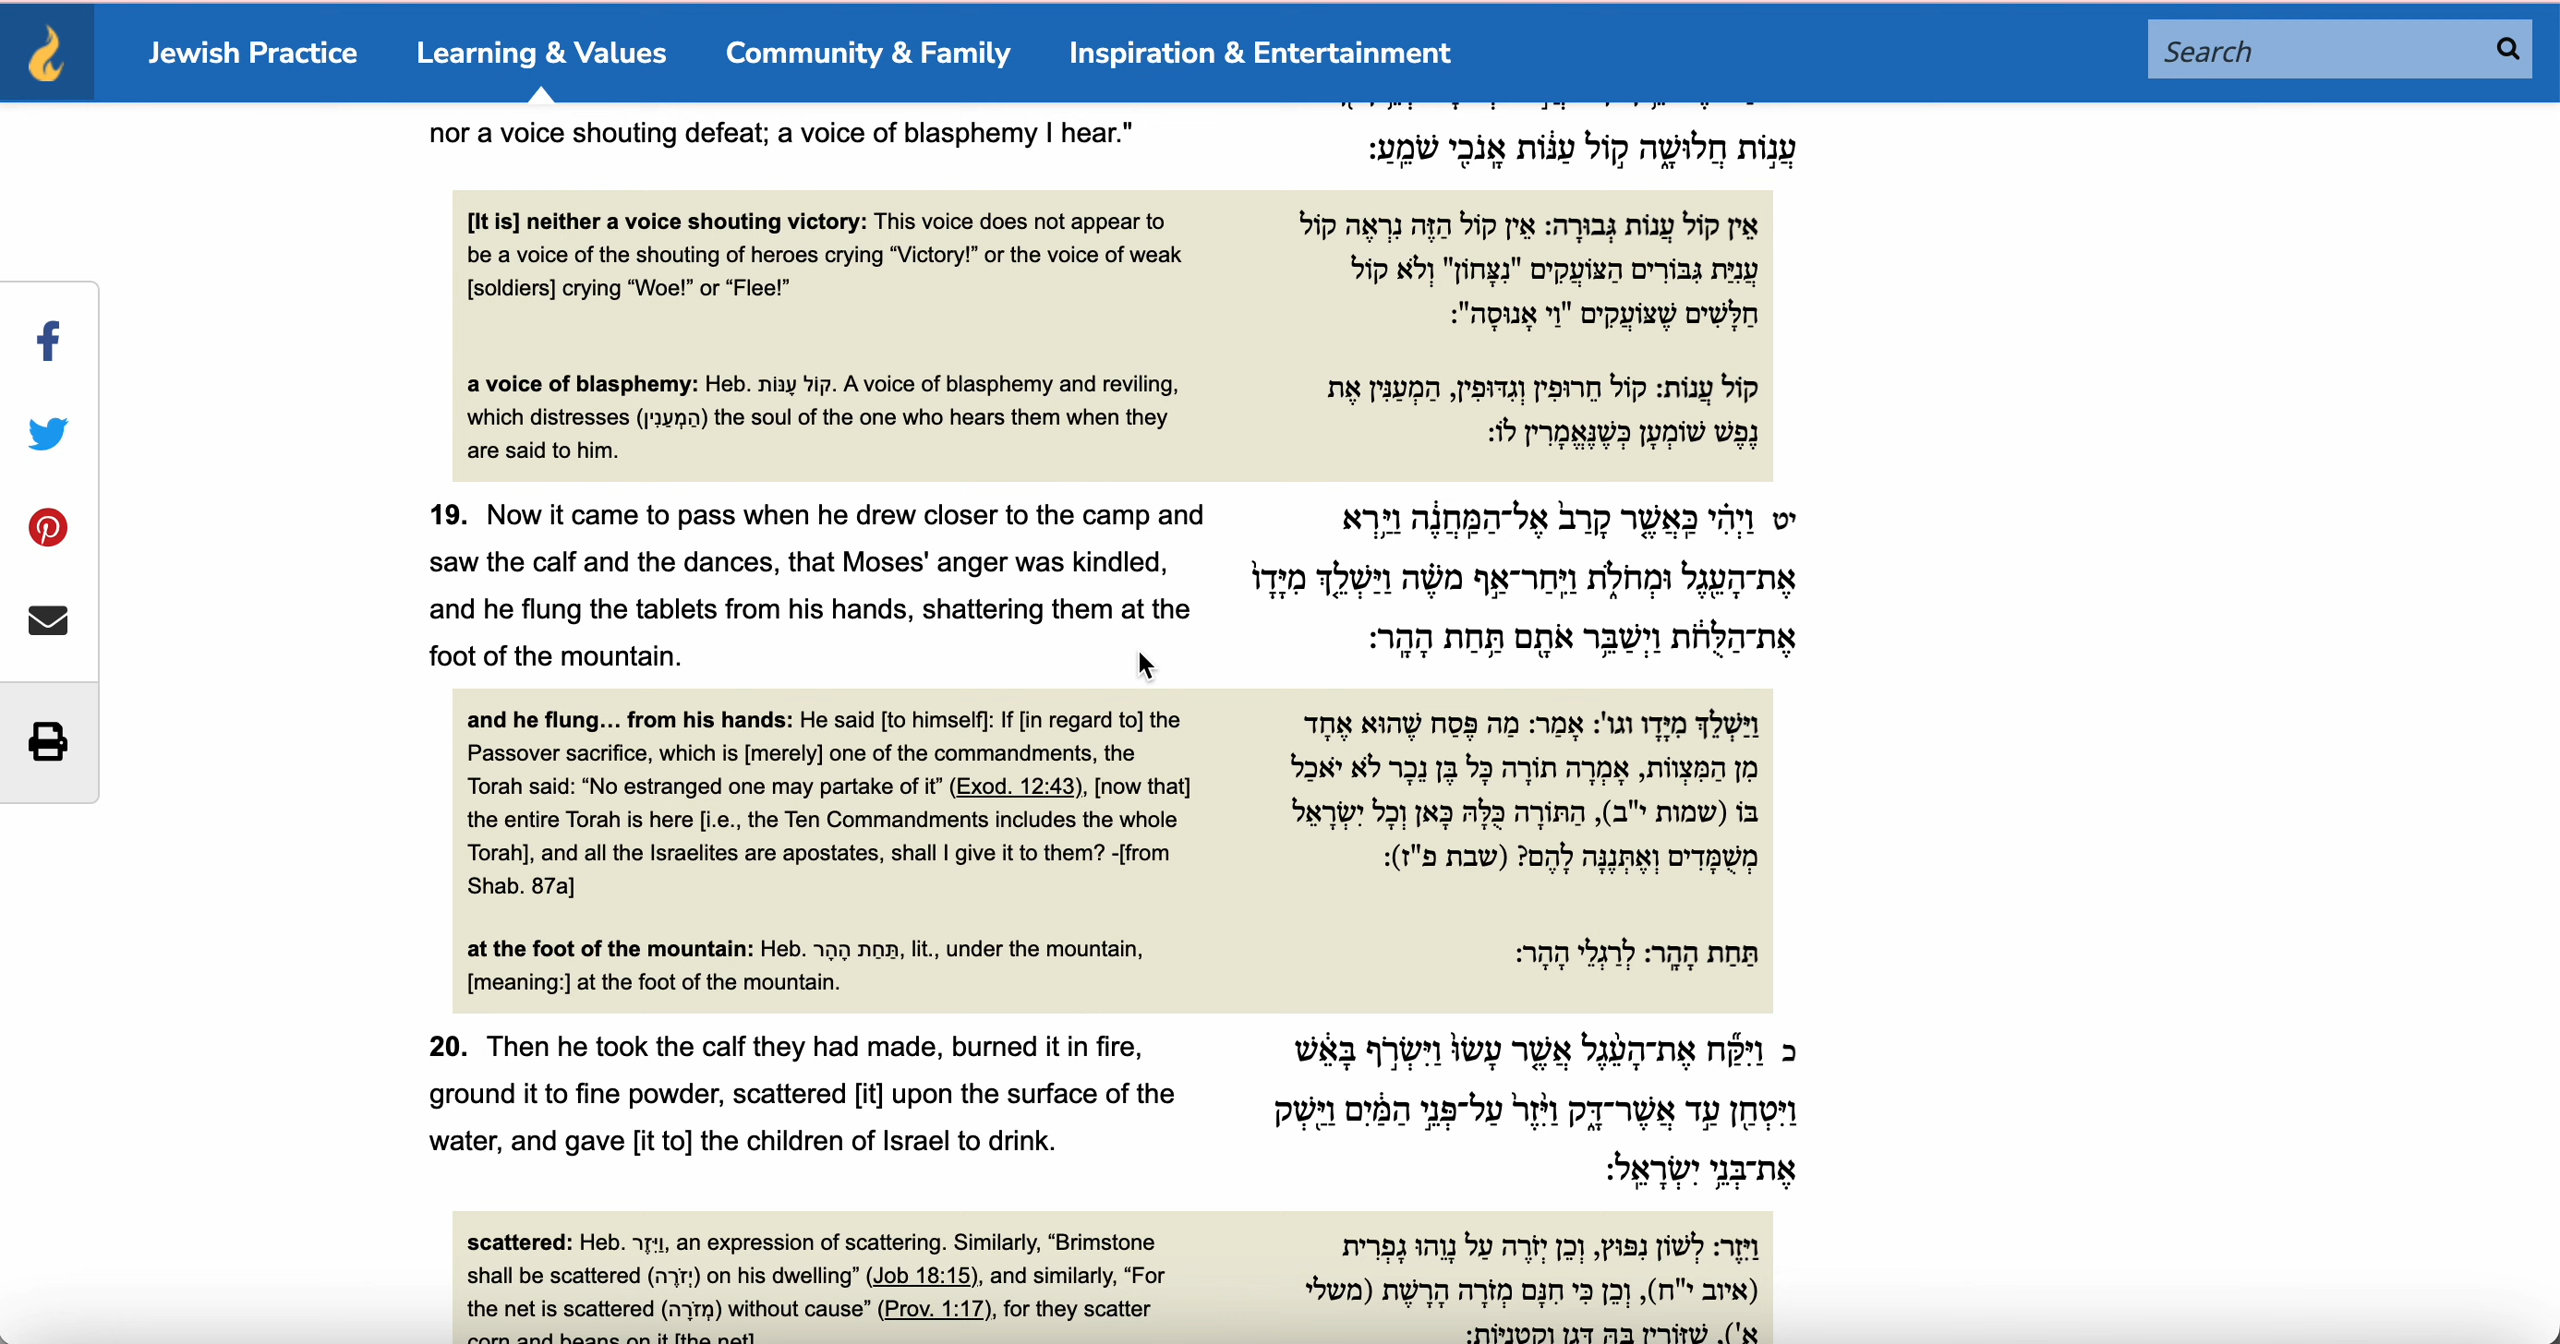 Jewish Practice
Learning & Values
Community & Family
Inspiration & Entertainment
Search
nor a voice shouting defeat; a voice of blasphemy I hear."
עֲנ֣וֹת חֲלוּשָׁ֑ה ק֣וֹל עַנּ֔וֹת אָֽנֹכִ֖י שֹׁמֵֽעַ:
[It is] neither a voice shouting victory: This voice does not appear to
be a voice of the shouting of heroes crying “Victory!” or the voice of weak
[soldiers] crying “Woe!” or “Flee!”
אֵין קוֹל עֲנוֹת גְּבוּרָה: אֵין קוֹל הַזֶּה נִרְאֶה קוֹל
עֲנִיַּת גִּבּוֹרִים הַצּוֹעֲקִים "נִצָּחוֹן" וְלֹא קוֹל
חַלָּשִׁים שֶׁצּוֹעֲקִים "וַי אָנוּסָה":
a voice of blasphemy: Heb. קוֹל עֲנּוֹת. A voice of blasphemy and reviling,
which distresses (הַמְעַנִין) the soul of the one who hears them when they
are said to him.
קוֹל עֲנוֹת: קוֹל חֵרוּפִין וְגִדּוּפִין, הַמְעַנִּין אֶת
נֶפֶשׁ שׁוֹמְעָן כְּשֶׁנֶּאֱמָרִין לוֹ:
19. Now it came to pass when he drew closer to the camp and
saw the calf and the dances, that Moses' anger was kindled,
and he flung the tablets from his hands, shattering them at the
foot of the mountain.
יט וַיְהִ֗י כַּֽאֲשֶׁ֤ר קָרַב֙ אֶל־הַמַּֽחֲנֶ֔ה וַיַּ֥רְא
אֶת־הָעֵ֖גֶל וּמְחֹלֹ֑ת וַיִּֽחַר־אַ֣ף משֶׁ֗ה וַיַּשְׁלֵ֤ךְ מִיָּדָו֙
אֶת־הַלֻּחֹ֔ת וַיְשַׁבֵּ֥ר אֹתָ֖ם תַּ֥חַת הָהָֽר:
and he flung… from his hands: He said [to himself]: If [in regard to] the
Passover sacrifice, which is [merely] one of the commandments, the
Torah said: “No estranged one may partake of it” (Exod. 12:43), [now that]
the entire Torah is here [i.e., the Ten Commandments includes the whole
Torah], and all the Israelites are apostates, shall I give it to them? -[from
Shab. 87a]
וַיַּשְׁלֵךְ מִיָּדָו וגו': אָמַר: מַה פֶּסַח שֶׁהוּא אֶחָד
מִן הַמִּצְווֹת, אָמְרָה תוֹרָה כָּל בֶּן נֵכָר לֹא יֹאכַל
בּוֹ (שמות י"ב), הַתּוֹרָה כֻּלָּהּ כָּאן וְכָל יִשְׂרָאֵל
מְשֻׁמָּדִים וְאֶתְּנֶנָּה לָהֶם? (שבת פ"ז):
at the foot of the mountain: Heb. תַּחַת הָהָר, lit., under the mountain,
[meaning:] at the foot of the mountain.
תַּחַת הָהָר: לְרַגְלֵי הָהָר:
20. Then he took the calf they had made, burned it in fire,
ground it to fine powder, scattered [it] upon the surface of the
water, and gave [it to] the children of Israel to drink.
כ וַיִּקַּ֞ח אֶת־הָעֵ֨גֶל אֲשֶׁ֤ר עָשׂוּ֙ וַיִּשְׂרֹ֣ף בָּאֵ֔שׁ
וַיִּטְחַ֖ן עַ֣ד אֲשֶׁר־דָּ֑ק וַיִּ֨זֶר֙ עַל־פְּנֵ֣י הַמַּ֔יִם וַיַּ֖שְׁק
אֶת־בְּנֵ֥י יִשְׂרָאֵֽל:
scattered: Heb. וַיִּזֶר, an expression of scattering. Similarly, “Brimstone
shall be scattered (יְזֹרֶה) on his dwelling” (Job 18:15), and similarly, “For
the net is scattered (מְזֹרָה) without cause” (Prov. 1:17), for they scatter
corn and beans on it [the net]
וַיִּזֶר: לְשׁוֹן נִפּוּץ, וְכֵן יְזֹרֶה עַל נָוֵהוּ גָפְרִית
(איוב י"ח), וְכֵן כִּי חִנָּם מְזֹרָה הָרָשֶׁת (משלי
א'), שֶׁזּוֹרִין בָּהּ דָּגָן וְקִטְנִיּוֹת: